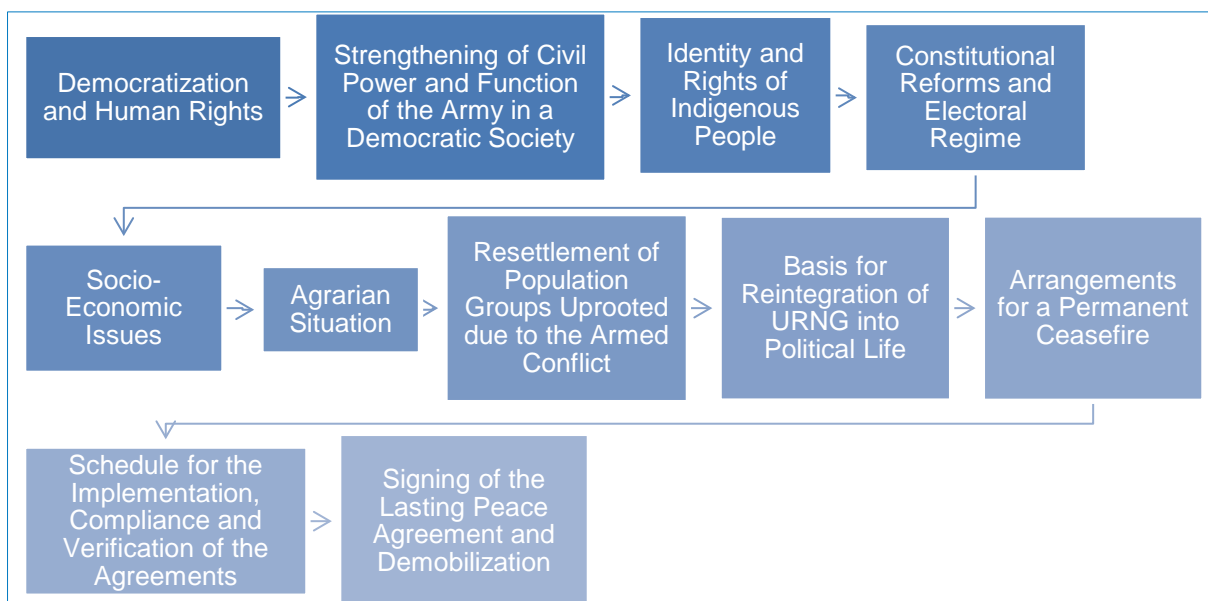 Democratization
and Human Rights
Strengthening of Civil
Power and Function
of the Army in a
Democratic Society
Identity and
Rights of
Indigenous
People
Constitutional
Reforms and
Electoral
Regime
Socio-
Economic
Issues
Agrarian
Situation
Resettlement of
Population
Groups Uprooted
due to the Armed
Conflict
Basis for
Reintegration of
URNG into
Political Life
Arrangements
for a Permanent
Ceasefire
Schedule for the
Implementation,
Compliance and
Verification of the
Agreements
Signing of the
Lasting Peace
Agreement and
Demobilization